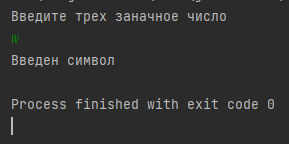 Введите трех заначное число
w
Введен символ
Process finished with exit code 0